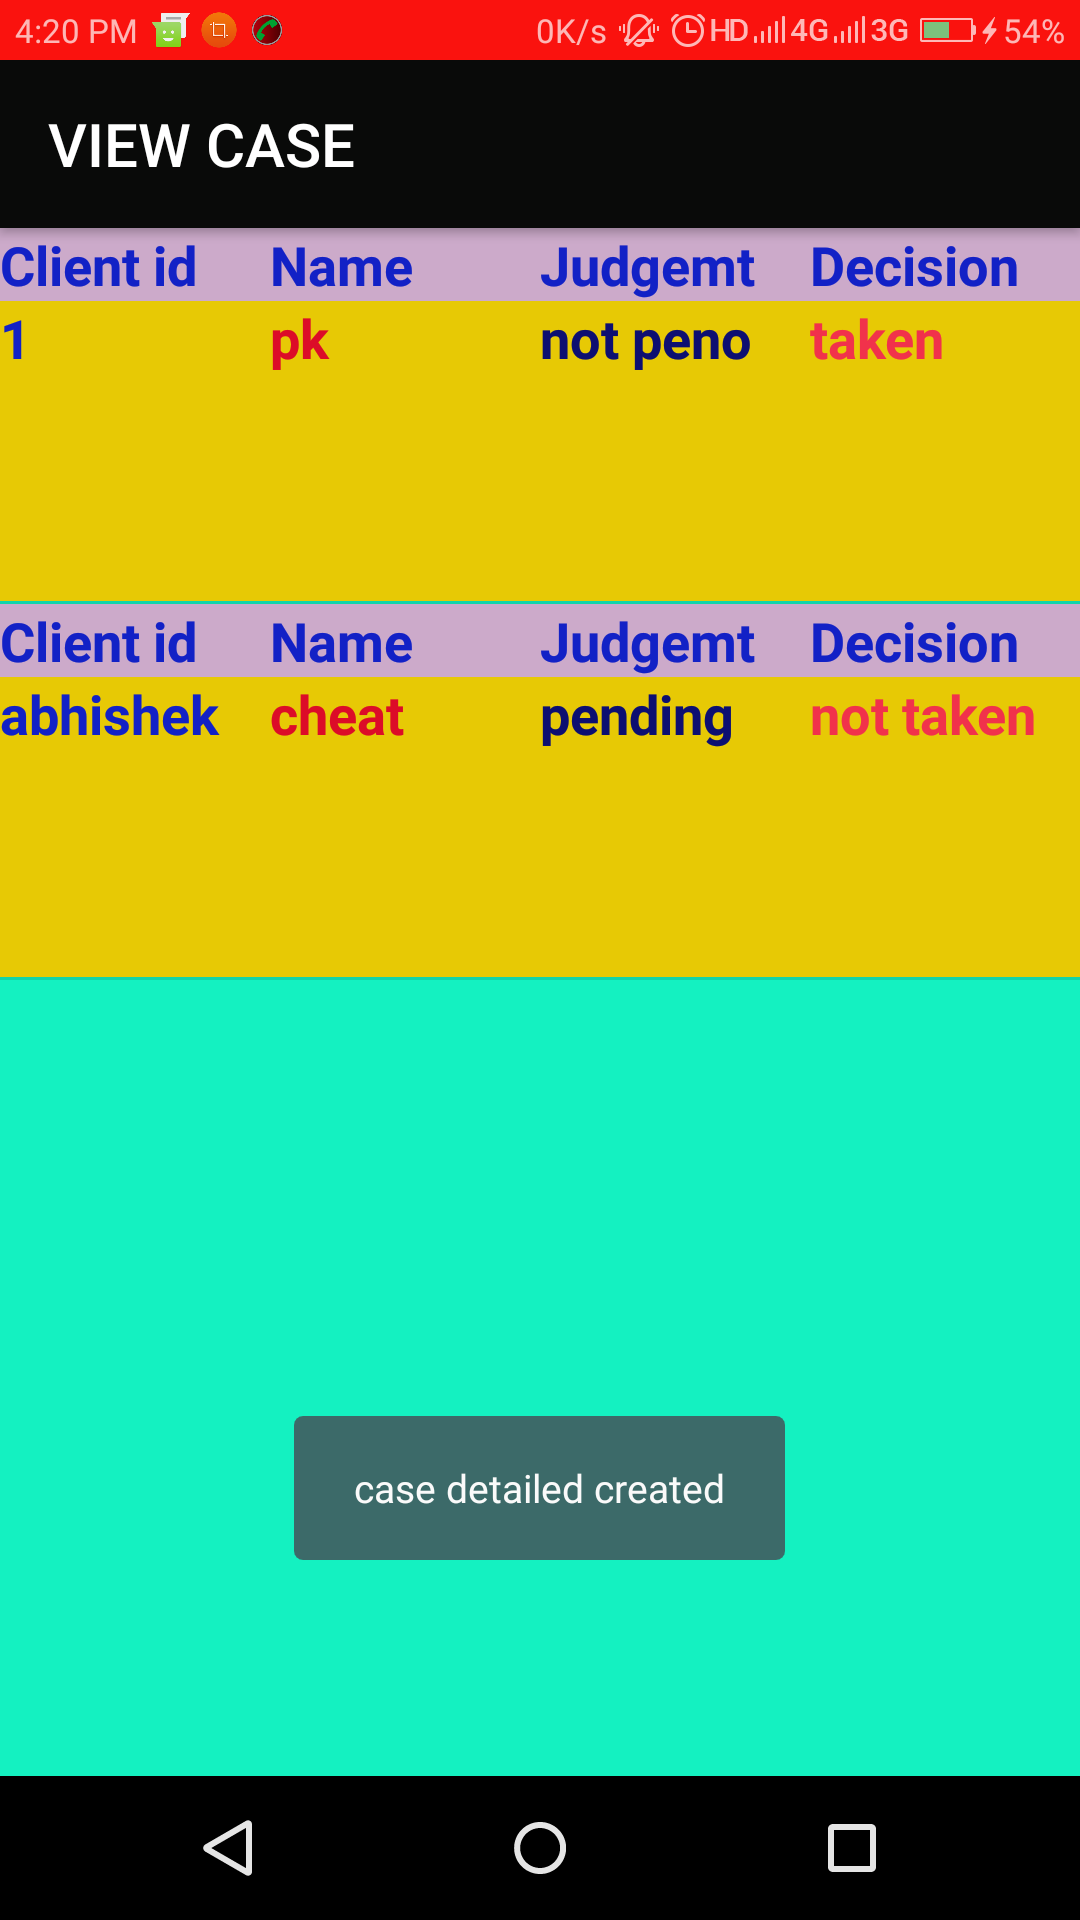 4:20 PM 0K/s HD 4G 3G 54%
VIEW CASE
Client id Name Judgemt Decision
1 pk not peno taken
Client id Name Judgemt Decision
abhishek cheat pending not taken
case detailed created